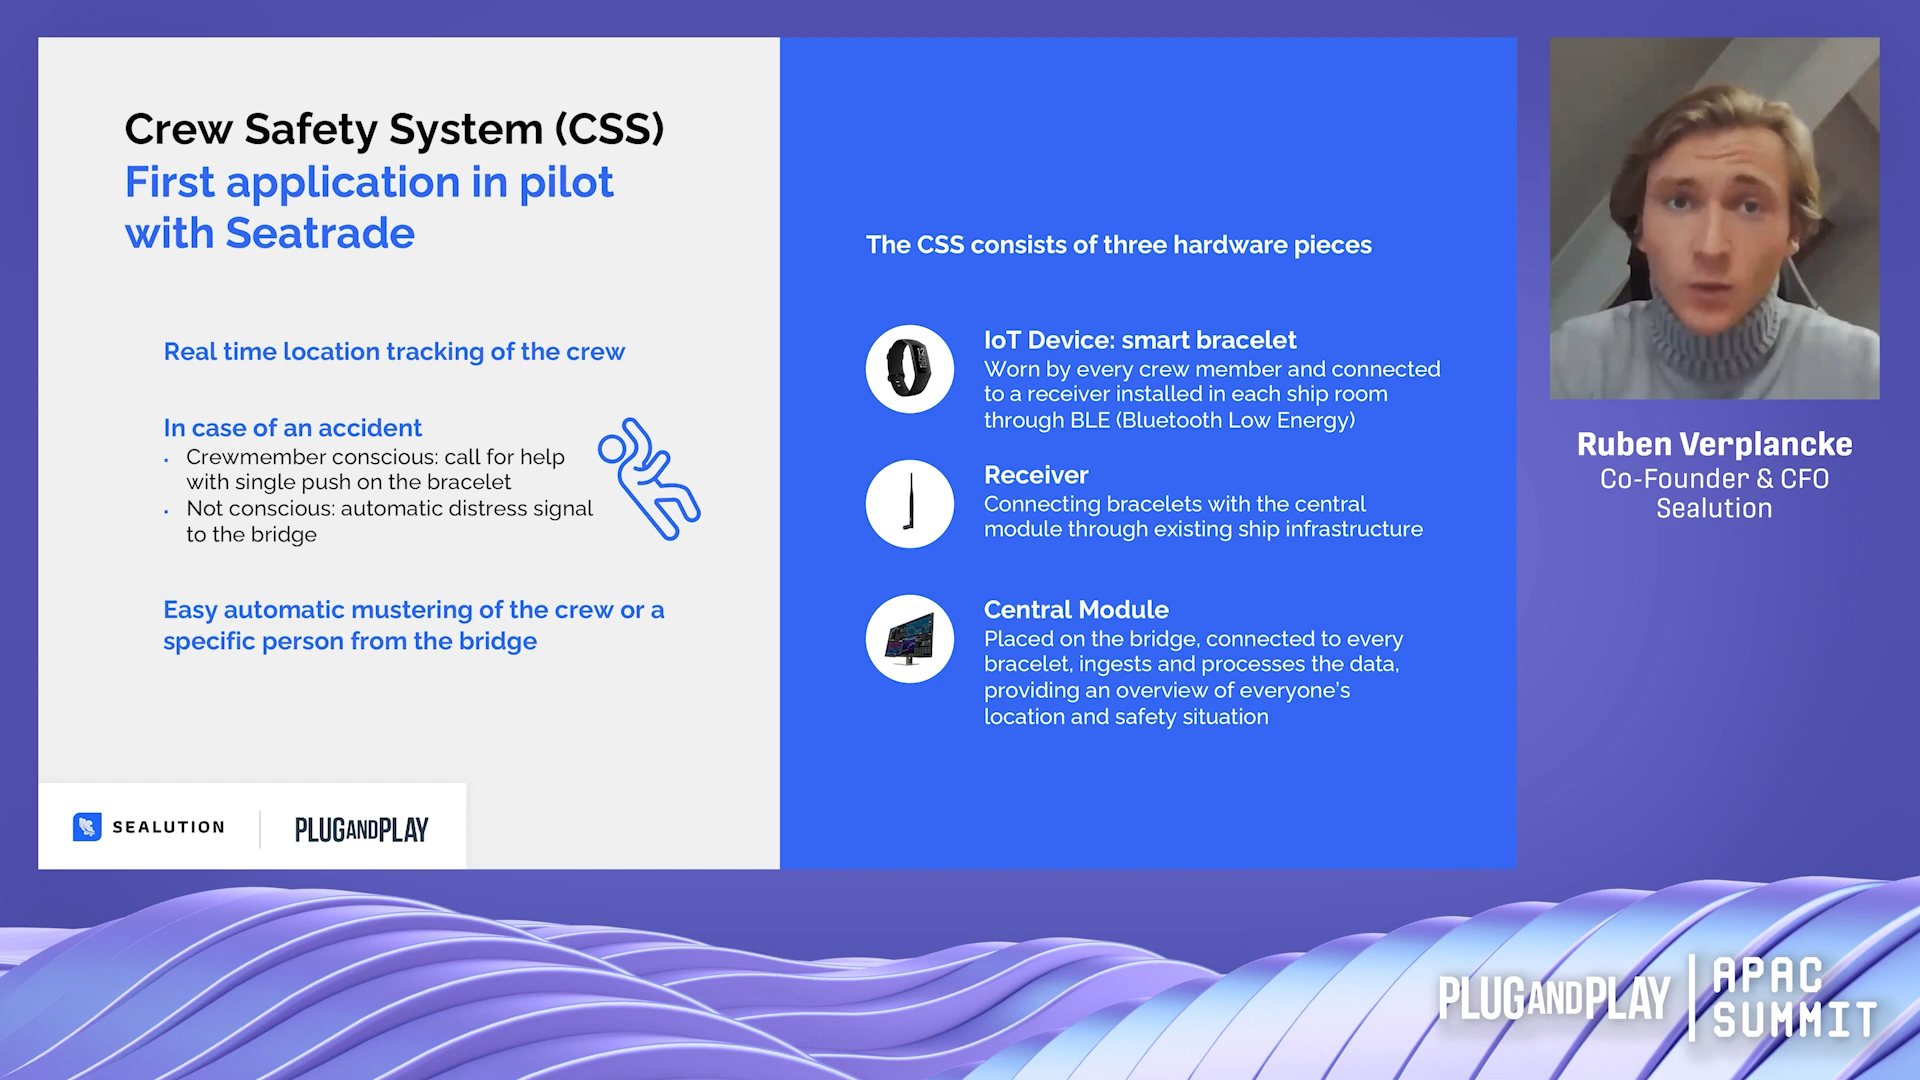 Crew Safety System (CSS)
First application in pilot
with Seatrade
Real time location tracking of the crew
In case of an accident
· Crewmember conscious: call for help
with single push on the bracelet
· Not conscious: automatic distress signal
to the bridge
Easy automatic mustering of the crew or a
specific person from the bridge
SEALUTION
PLUGANDPLAY
The CSS consists of three hardware pieces
IoT Device: smart bracelet
Worn by every crew member and connected
to a receiver installed in each ship room
through BLE (Bluetooth Low Energy)
Receiver
Connecting bracelets with the central
module through existing ship infrastructure
Central Module
Placed on the bridge, connected to every
bracelet, ingests and processes the data,
providing an overview of everyone's
location and safety situation
Ruben Verplancke
Co-Founder & CFO
Sealution
PLUGANDPLAY
APAC
SUMMIT